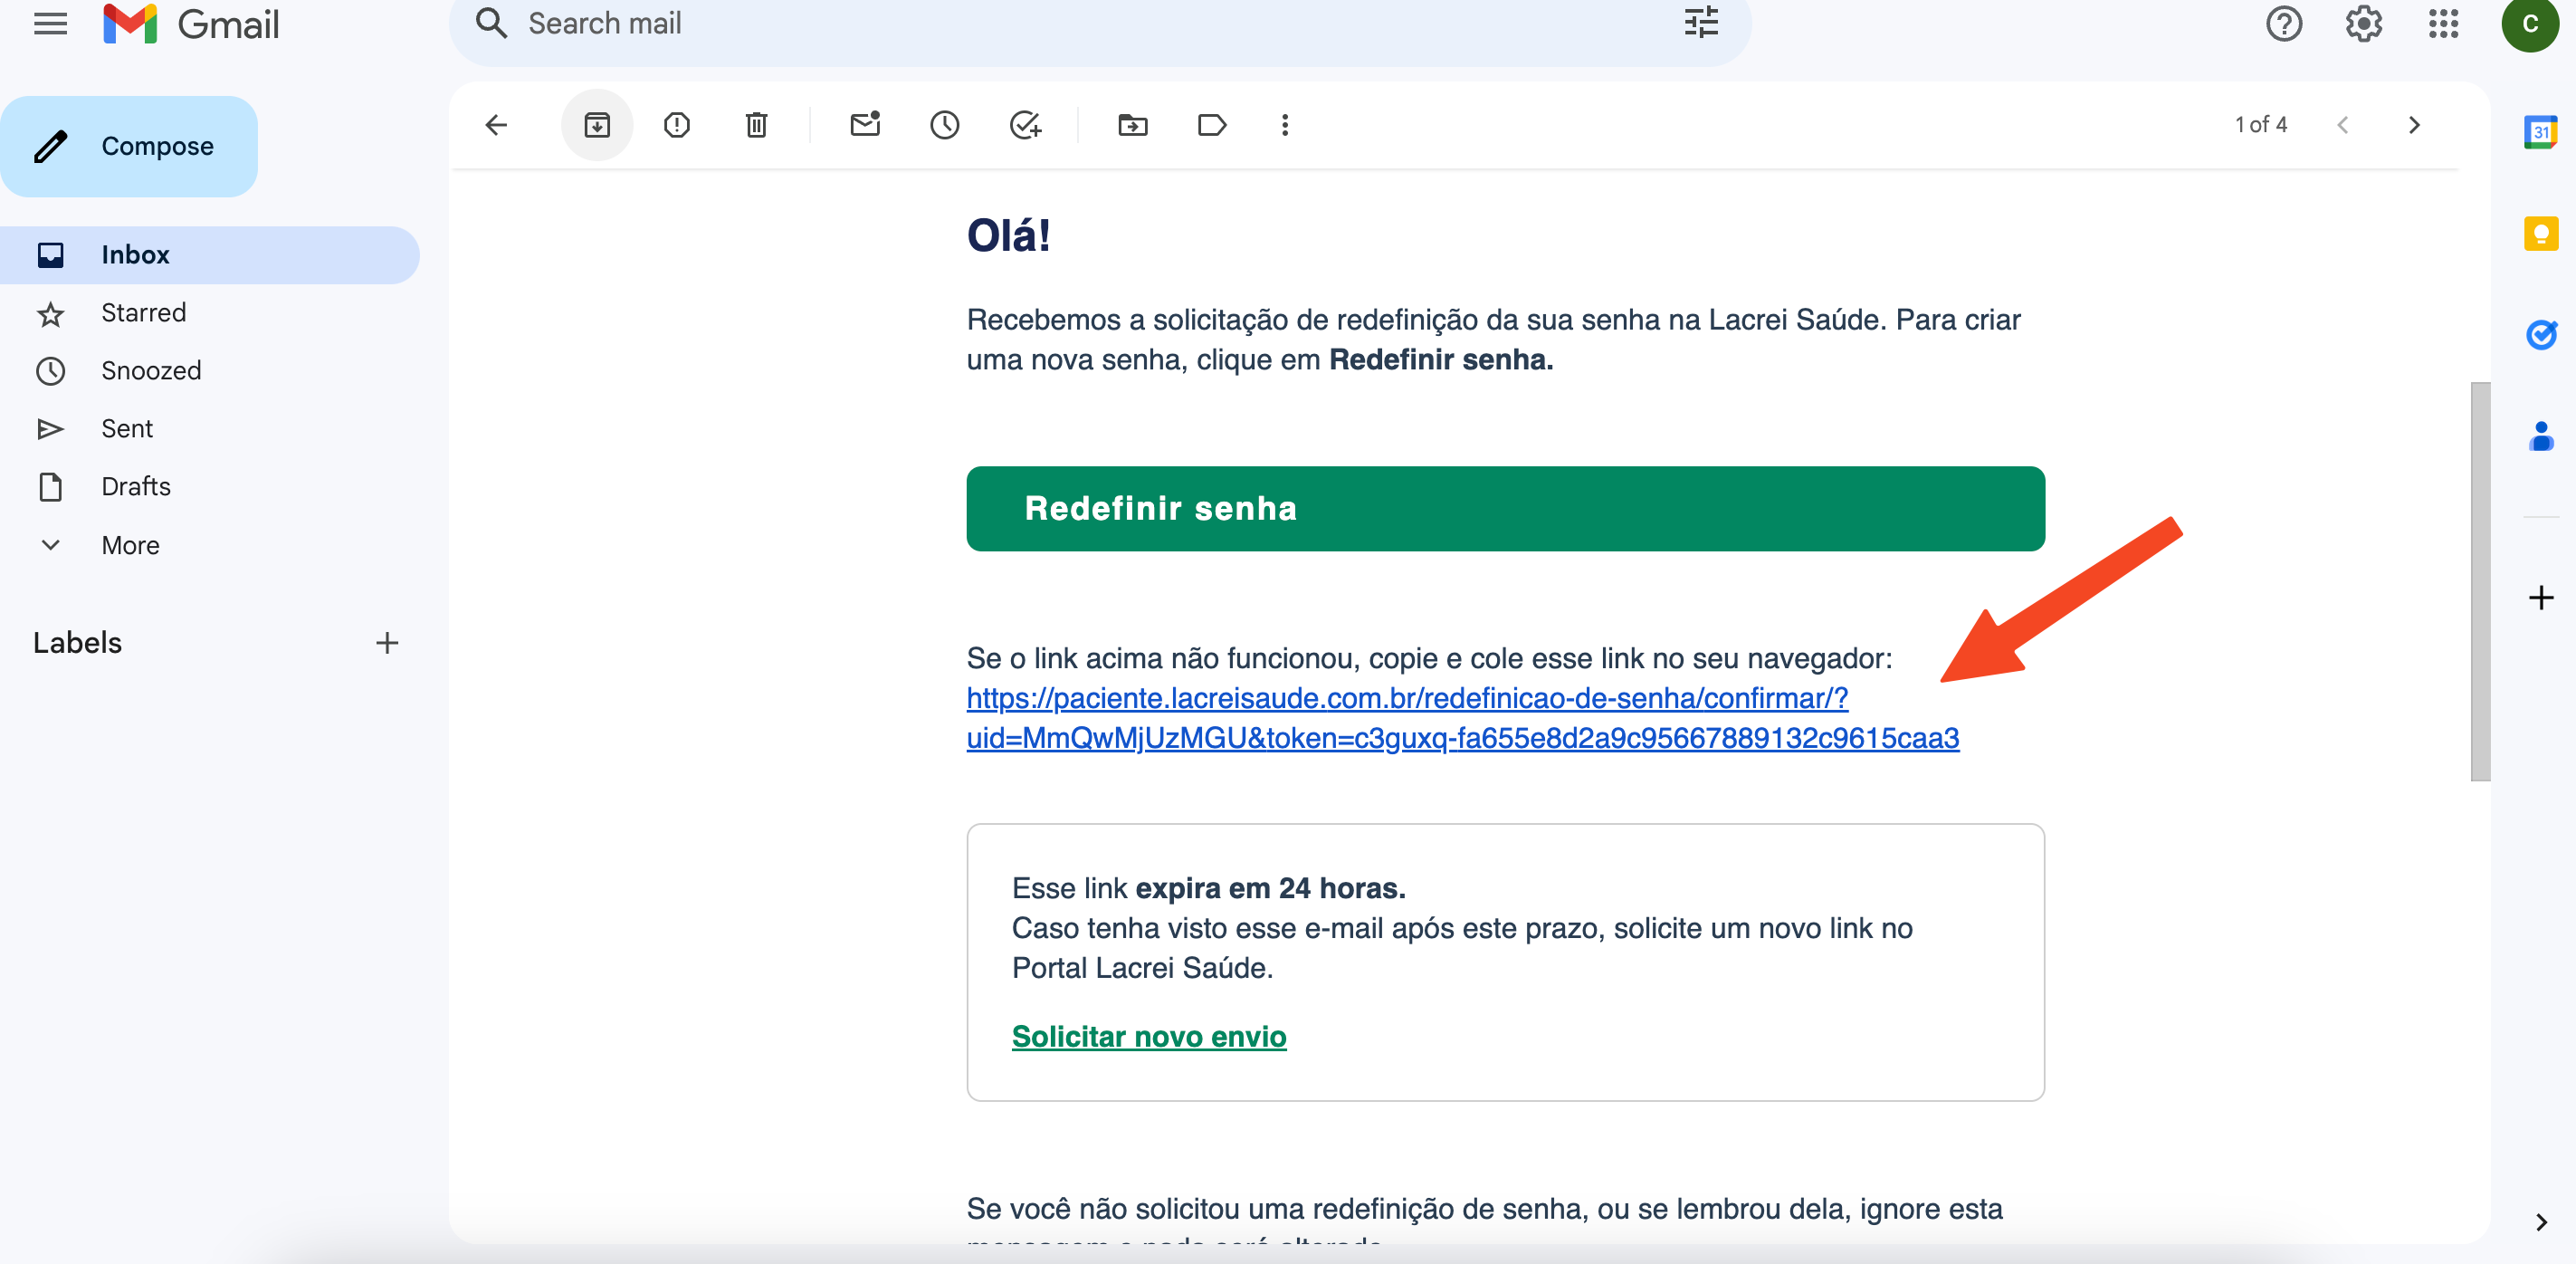 Gmail
Search mail
C
Compose
1 of 4
31
Inbox
Starred
Snoozed
Sent
Drafts
More
Labels
Olá!
Recebemos a solicitação de redefinição da sua senha na Lacrei Saúde. Para criar
uma nova senha, clique em Redefinir senha.
Redefinir senha
Se o link acima não funcionou, copie e cole esse link no seu navegador:
https://paciente.lacreisaude.com.br/redefinicao-de-senha/confirmar/?
uid=MmQwMjUzMGU&token=c3guxq-fa655e8d2a9c95667889132c9615caa3
Esse link expira em 24 horas.
Caso tenha visto esse e-mail após este prazo, solicite um novo link no
Portal Lacrei Saúde.
Solicitar novo envio
Se você não solicitou uma redefinição de senha, ou se lembrou dela, ignore esta
mensagem e nada será alterado.